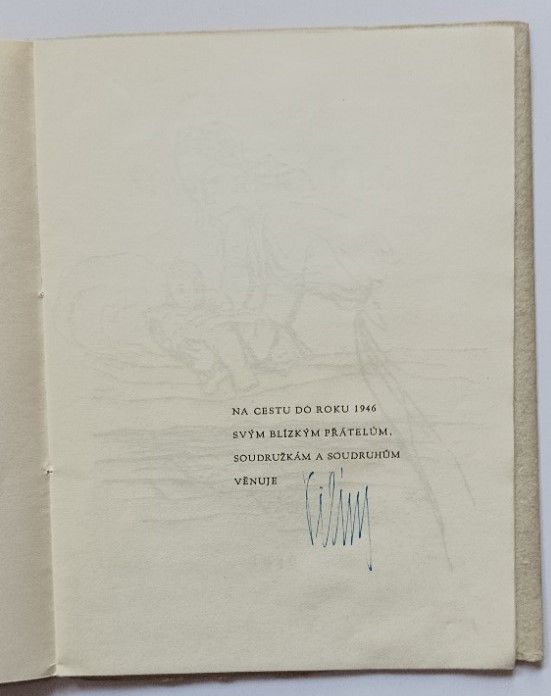 NA CESTU DO ROKU 1946
SVÝM BLÍZKÝM PŘÁTELŮM,
SOUDRUŽKÁM A SOUDRUHŮM
VĚNUJE